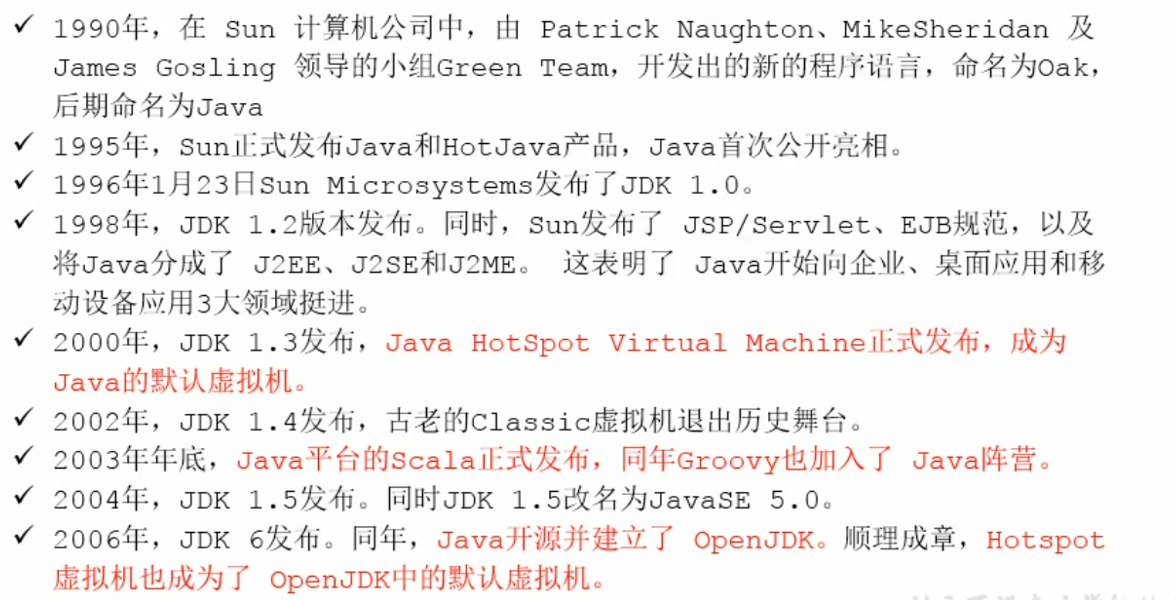 ✓ 1990年，在 Sun 计算机公司中，由 Patrick Naughton、MikeSheridan 及
James Gosling 领导的小组Green Team，开发出的新的程序语言，命名为Oak，
后期命名为Java
✓ 1995年，Sun正式发布Java和HotJava产品，Java首次公开亮相。
✓ 1996年1月23日Sun Microsystems发布了JDK 1.0。
✓ 1998年，JDK 1.2版本发布。同时，Sun发布了 JSP/Servlet、EJB规范，以及
将Java分成了 J2EE、J2SE和J2ME。 这表明了 Java开始向企业、桌面应用和移
动设备应用3大领域挺进。
✓ 2000年，JDK 1.3发布，Java HotSpot Virtual Machine正式发布，成为
Java的默认虚拟机。
✓ 2002年，JDK 1.4发布，古老的Classic虚拟机退出历史舞台。
✓ 2003年年底，Java平台的Scala正式发布，同年Groovy也加入了 Java阵营。
✓ 2004年，JDK 1.5发布。同时JDK 1.5改名为JavaSE 5.0。
✓ 2006年，JDK 6发布。同年，Java开源并建立了 OpenJDK。顺理成章，Hotspot
虚拟机也成为了 OpenJDK中的默认虚拟机。